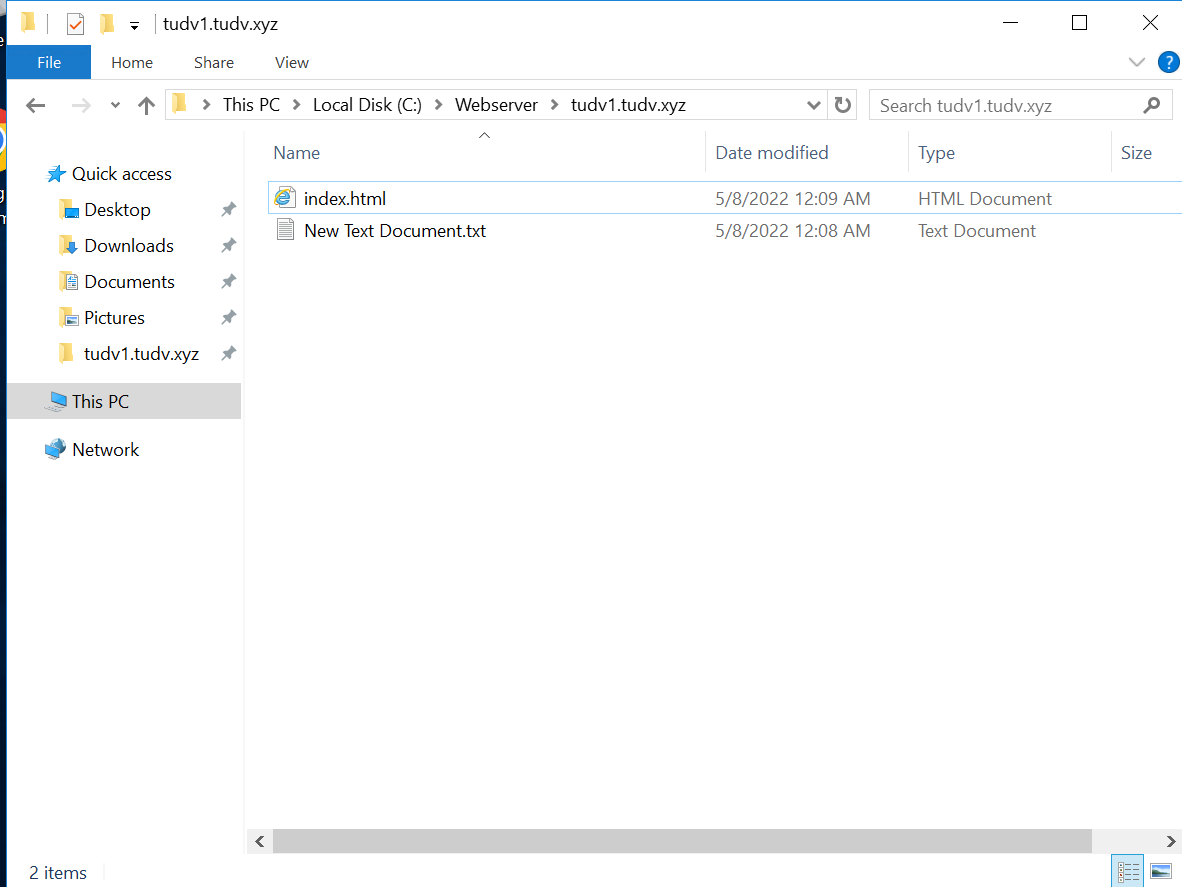 tudv1.tudv.xyz
File Home Share View ?
This PC Local Disk (C:) Webserver tudv1.tudv.xyz Search tudv1.tudv.xyz
Name Date modified Type Size
Quick access
Desktop
Downloads
Documents
Pictures
tudv1.tudv.xyz
This PC
Network
index.html 5/8/2022 12:09 AM HTML Document
New Text Document.txt 5/8/2022 12:08 AM Text Document
2 items